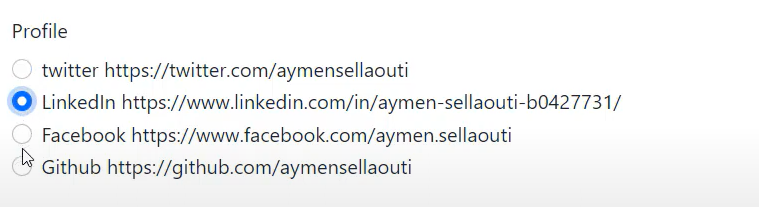 Profile
twitter https://twitter.com/aymensellaouti
LinkedIn https://www.linkedin.com/in/aymen-sellaouti-b0427731/
Facebook https://www.facebook.com/aymen.sellaouti
Github https://github.com/aymensellaouti